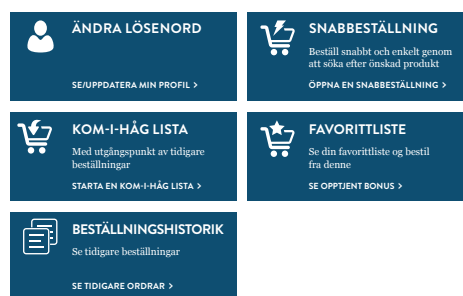 ÄNDRA LÖSENORD
SE/UPPDATERA MIN PROFIL >
SNABBESTÄLLNING
Beställ snabbt och enkelt genom
att söka efter önskad produkt
ÖPPNA EN SNABBESTÄLLNING >
KOM-I-HÅG LISTA
Med utgångspunkt av tidigare
beställningar
STARTA EN KOM-I-HÅG LISTA >
FAVORITTLISTE
Se din favorittliste og bestil
fra denne
SE OPPTJENT BONUS >
BESTÄLLNINGSHISTORIK
Se tidigare beställningar
SE TIDIGARE ORDRAR >